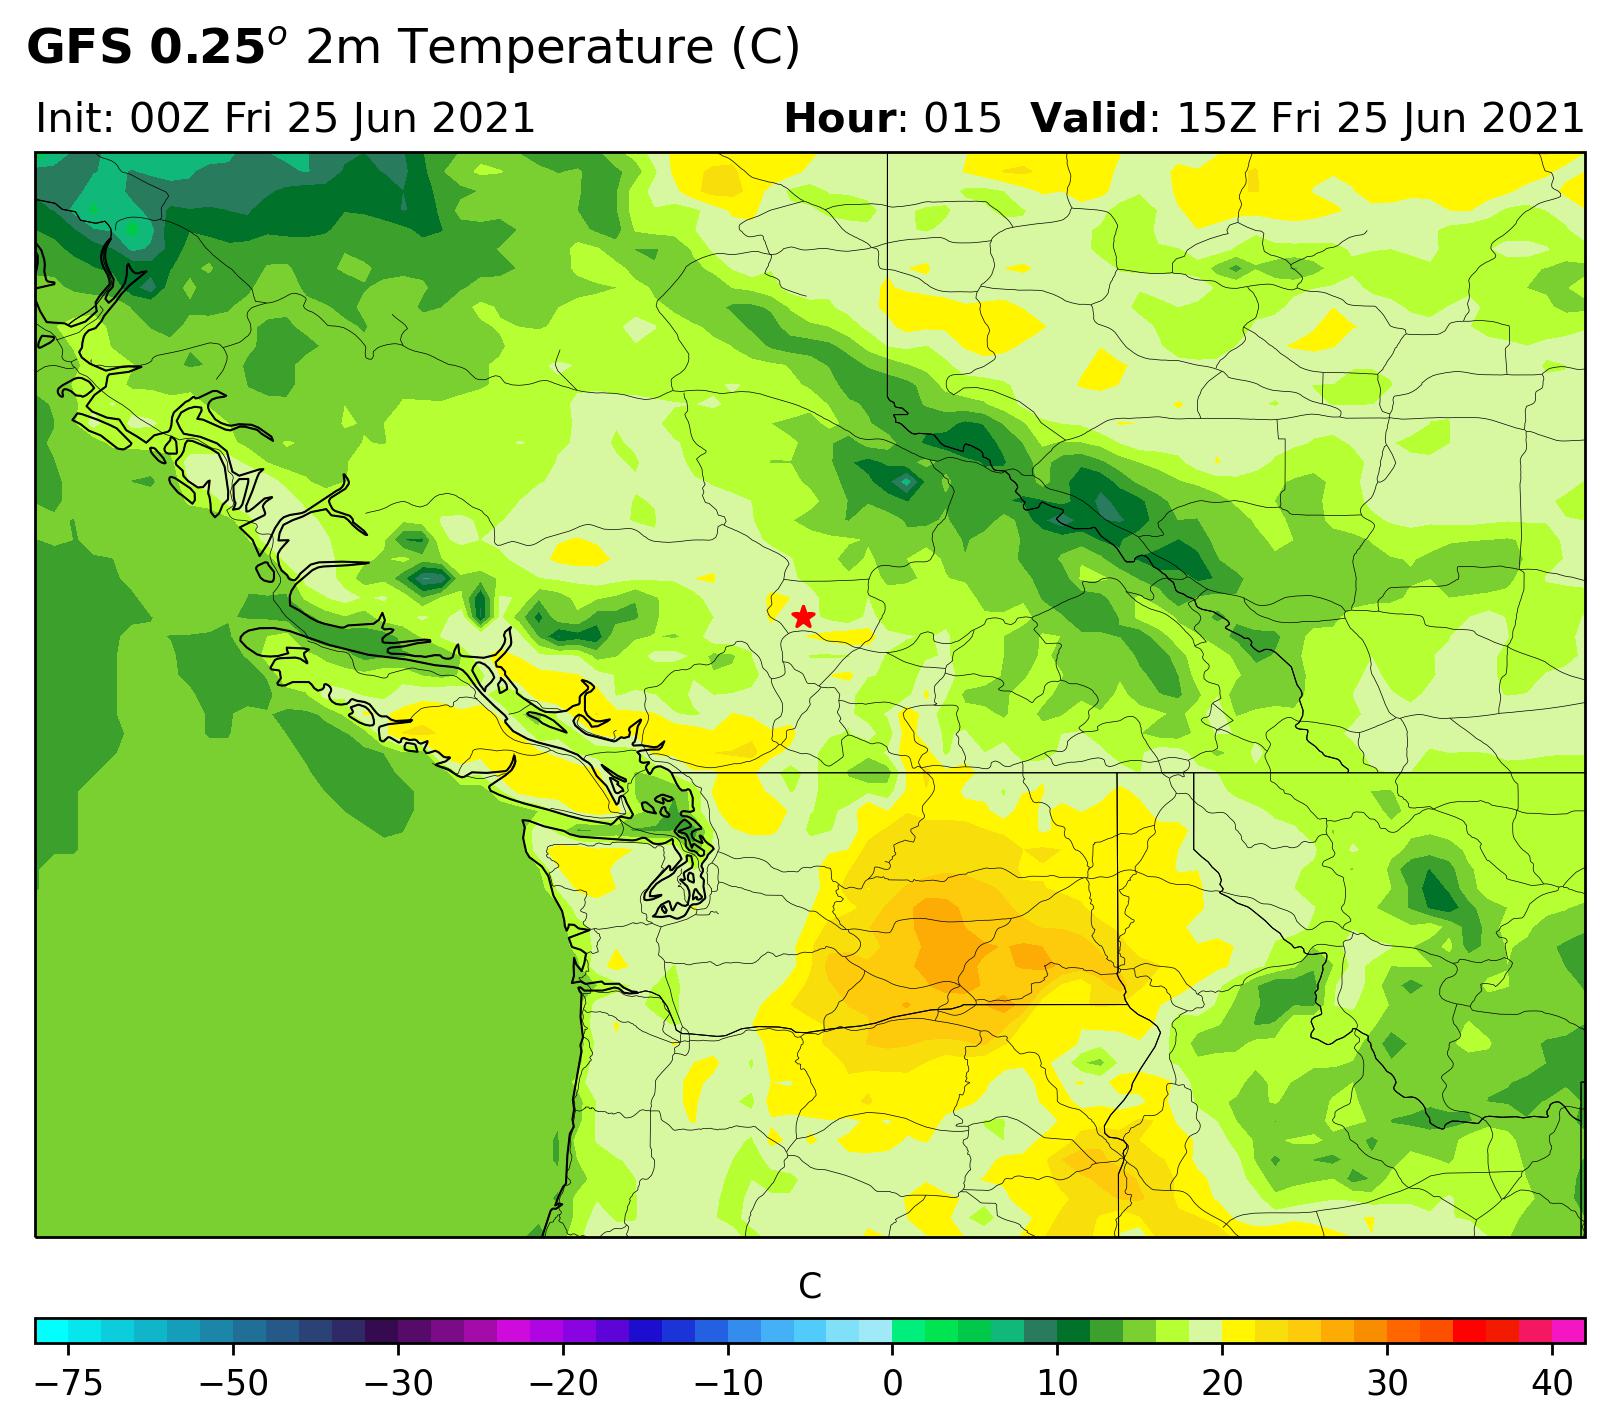 GFS 0.25° 2m Temperature (C)
Init: 00Z Fri 25 Jun 2021 Hour: 015 Valid: 15Z Fri 25 Jun 2021
C
−75 −50 −30 −20 −10 0 10 20 30 40